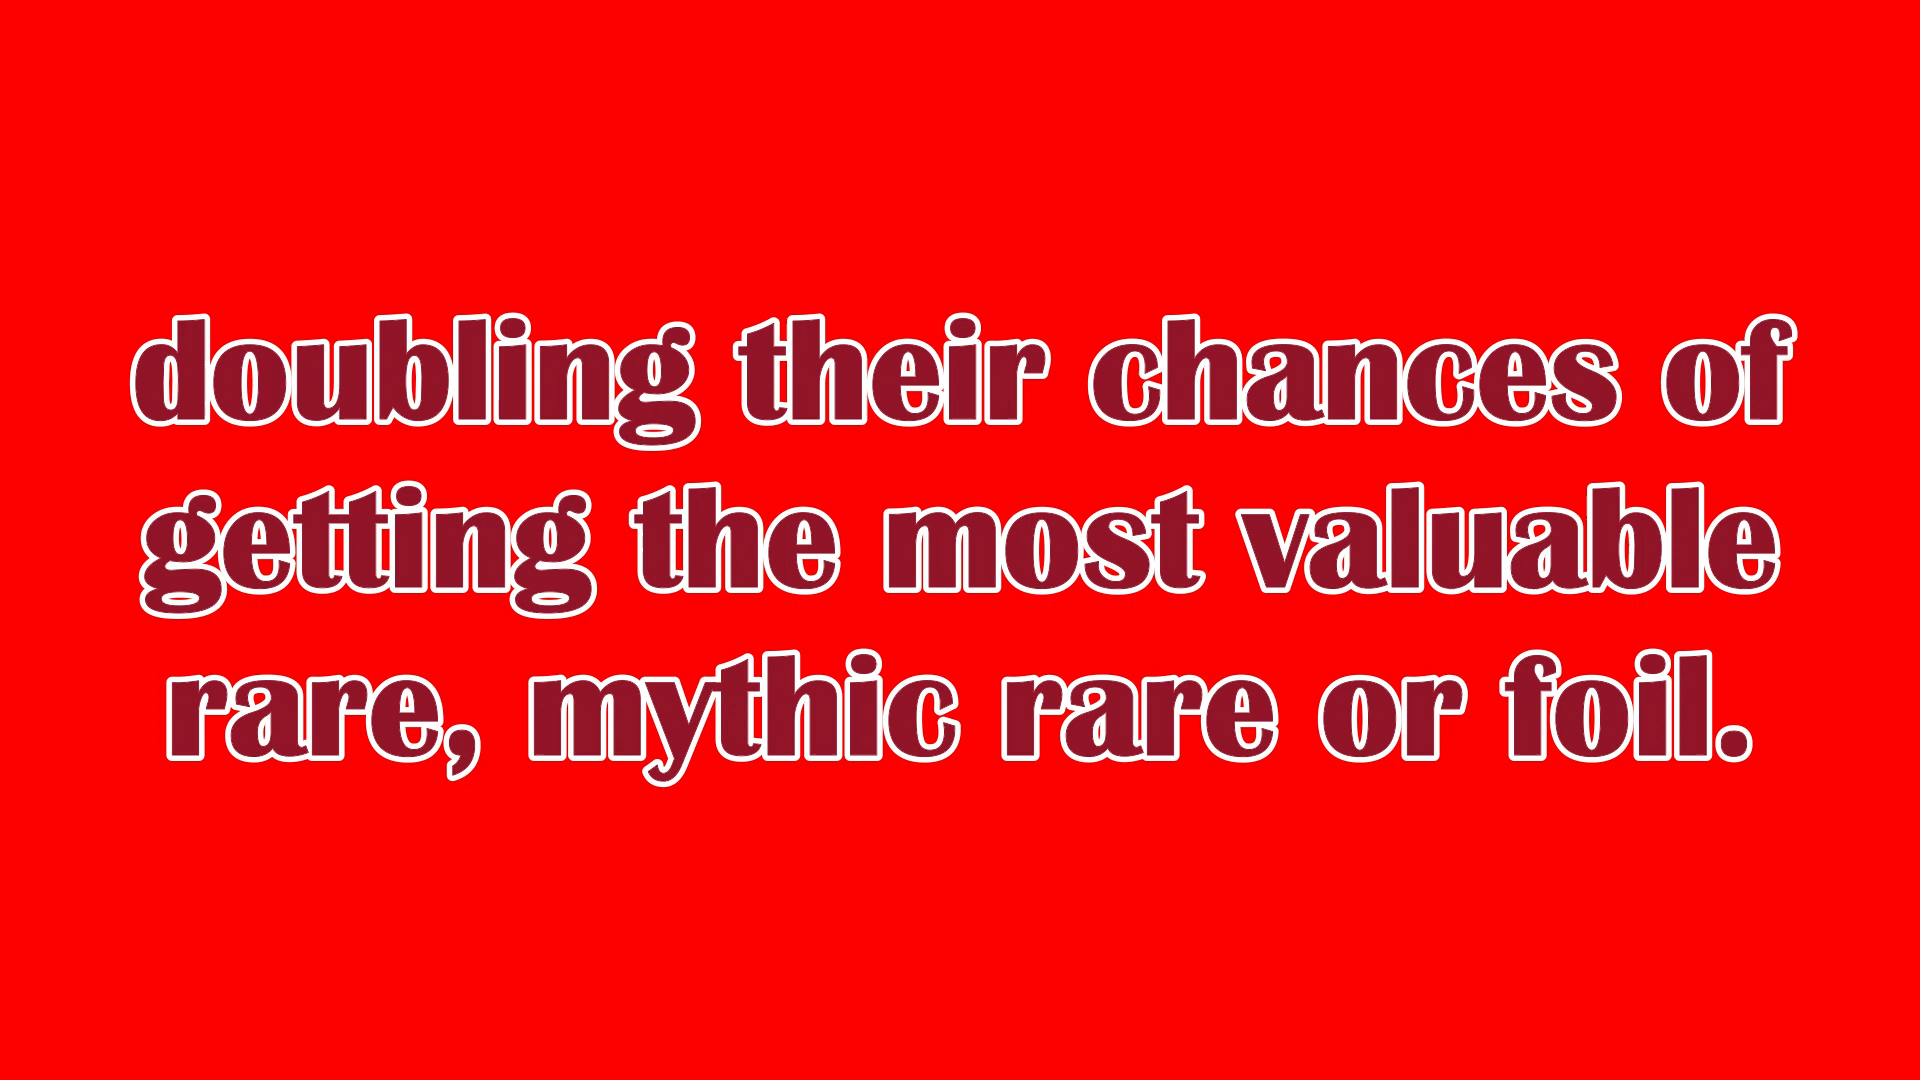 doubling their chances of
getting the most valuable
rare, mythic rare or foil.